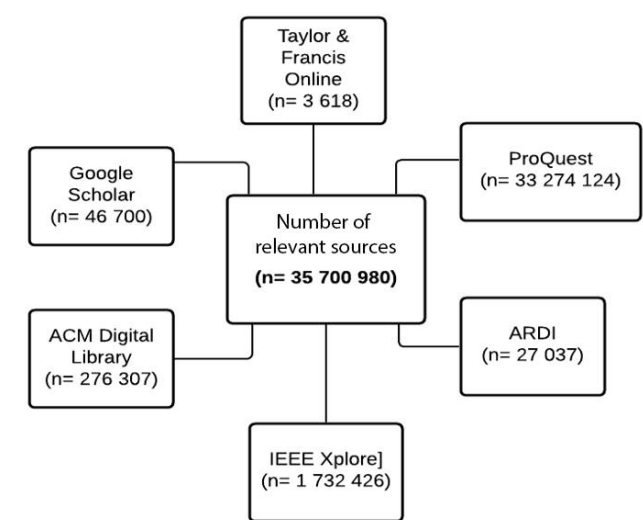 Taylor &
Francis
Online
(n= 3 618)
Google
Scholar
(n= 46 700)
ProQuest
(n= 33 274 124)
Number of
relevant sources
(n= 35 700 980)
ACM Digital
Library
(n= 276 307)
ARDI
(n= 27 037)
IEEE Xplore]
(n= 1 732 426)